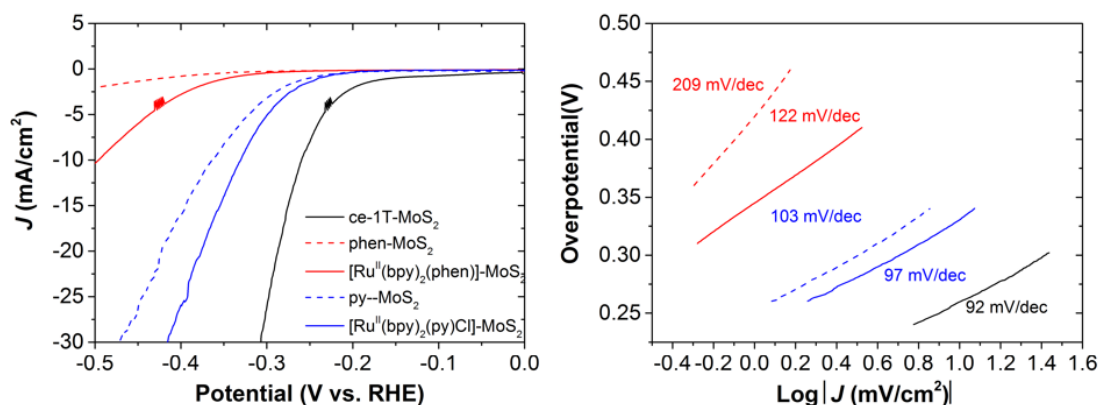 5
0
-5
-10
-15
-20
-25
-30
J (mA/cm²)
-0.5 -0.4 -0.3 -0.2 -0.1 0.0
Potential (V vs. RHE)
ce-1T-MoS₂
phen-MoS₂
[Ruᴵᴵ(bpy)₂(phen)]-MoS₂
py--MoS₂
[Ruᴵᴵ(bpy)₂(py)Cl]-MoS₂
0.50
0.45
0.40
0.35
0.30
0.25
Overpotential(V)
209 mV/dec
122 mV/dec
103 mV/dec
97 mV/dec
92 mV/dec
-0.4 0.0 0.2 0.4 0.6 0.8 1.0 1.2 1.4 1.6
Log|J (mV/cm²)|